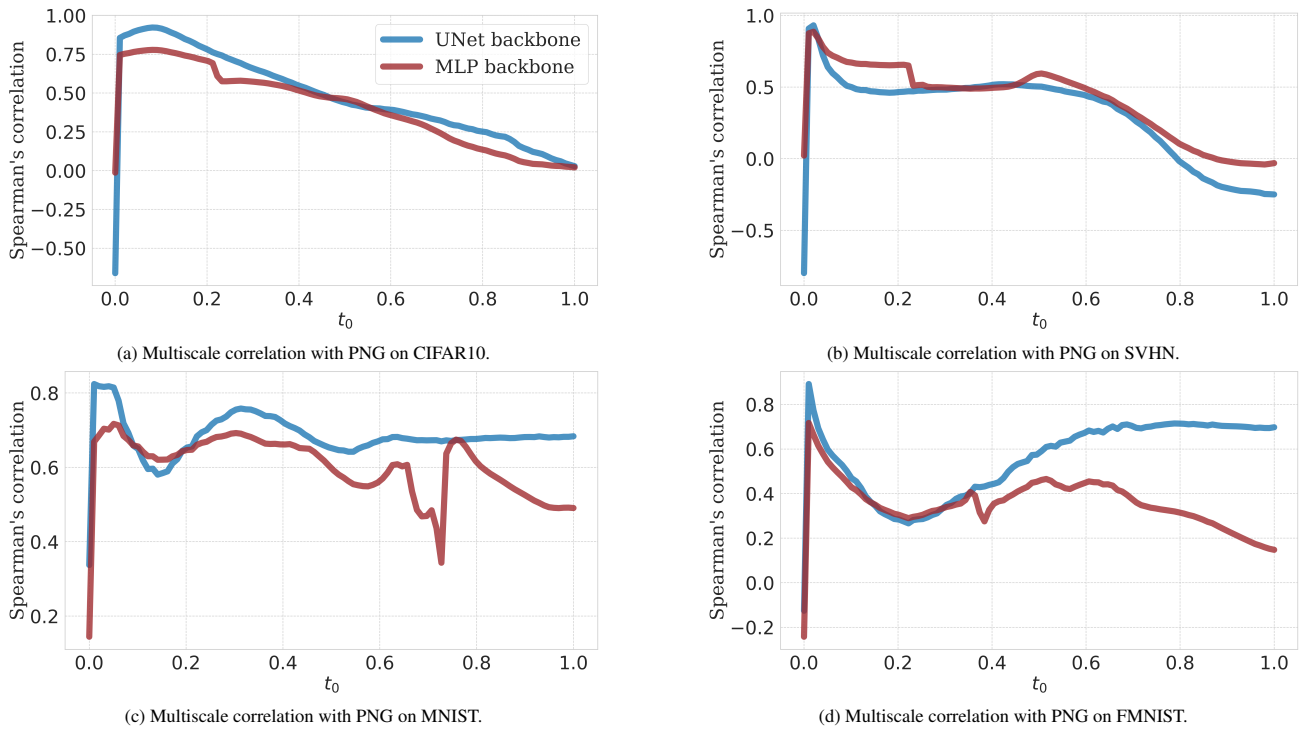 1.00
0.75
0.50
0.25
0.00
−0.25
−0.50
Spearman's correlation
UNet backbone
MLP backbone
0.0 0.2 0.4 0.6 0.8 1.0
t0
(a) Multiscale correlation with PNG on CIFAR10.
1.0
0.5
0.0
−0.5
Spearman's correlation
0.0 0.2 0.4 0.6 0.8 1.0
t0
(b) Multiscale correlation with PNG on SVHN.
0.8
0.6
0.4
0.2
Spearman's correlation
0.0 0.2 0.4 0.6 0.8 1.0
t0
(c) Multiscale correlation with PNG on MNIST.
0.8
0.6
0.4
0.2
0.0
−0.2
Spearman's correlation
0.0 0.2 0.4 0.6 0.8 1.0
t0
(d) Multiscale correlation with PNG on FMNIST.